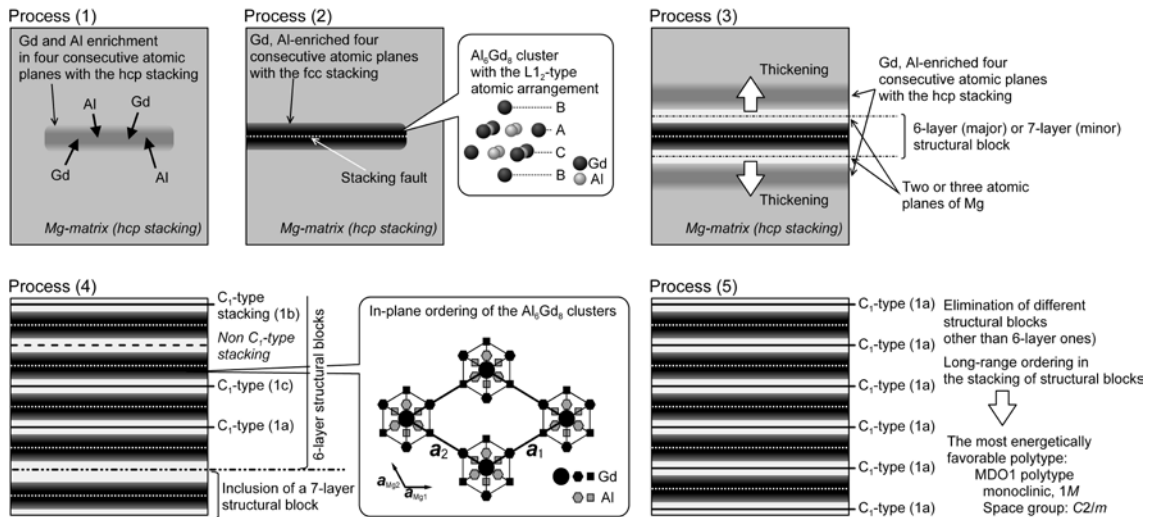 Process (1)
Gd and Al enrichment
in four consecutive atomic
planes with the hcp stacking
Al
Gd
Gd
Al
Mg-matrix (hcp stacking)
Process (2)
Gd, Al-enriched four
consecutive atomic planes
with the fcc stacking
Stacking fault
Mg-matrix (hcp stacking)
Al₆Gd₈ cluster
with the L1₂-type
atomic arrangement
B
A
C
B
Gd
Al
Process (3)
Thickening
Thickening
Mg-matrix (hcp stacking)
Gd, Al-enriched four
consecutive atomic planes
with the hcp stacking
6-layer (major) or 7-layer (minor)
structural block
Two or three atomic
planes of Mg
Process (4)
C₁-type
stacking (1b)
Non C₁-type
stacking
C₁-type (1c)
C₁-type (1a)
6-layer structural blocks
Inclusion of a 7-layer
structural block
In-plane ordering of the Al₆Gd₈ clusters
a₂
a₁
a_Mg2
a_Mg1
Gd
Al
Process (5)
C₁-type (1a)
C₁-type (1a)
C₁-type (1a)
C₁-type (1a)
C₁-type (1a)
C₁-type (1a)
Elimination of different
structural blocks
other than 6-layer ones)
Long-range ordering in
the stacking of structural blocks
The most energetically
favorable polytype:
MDO1 polytype
monoclinic, 1M
Space group: C2/m